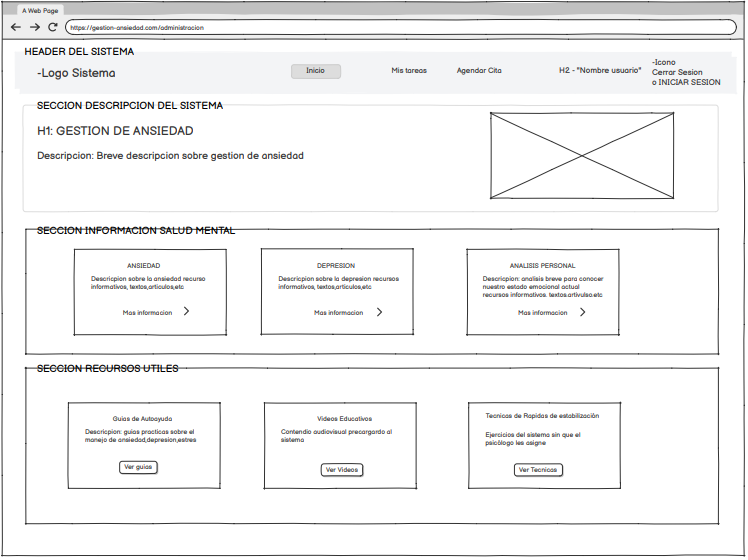 A Web Page
https://gestion-ansiedad.com/administracion
HEADER DEL SISTEMA
-Logo Sistema
Inicio
Mis tareas
Agendar Cita
H2 - "Nombre usuario"
-Icono
Cerrar Sesion
o INICIAR SESION
SECCION DESCRIPCION DEL SISTEMA
H1: GESTION DE ANSIEDAD
Descripcion: Breve descripcion sobre gestion de ansiedad
SECCION INFORMACION SALUD MENTAL
ANSIEDAD
Descricpion sobre la ansiedad recurso
informativos, textos,articulos,etc
Mas informacion
DEPRESION
Descricpion sobre la depresion recursos
informativos, textos,articulos,etc
Mas informacion
ANALISIS PERSONAL
Descripcion: analisis breve para conocer
nuestro estado emocional actual
recursos informativos. textos.artivulso.etc
Mas informacion
SECCION RECURSOS UTILES
Guias de Autoayuda
Descricpion: guias practicas sobre el
manejo de ansiedad,depresion,estres
Ver guias
Videos Educativos
Contendio audiovisual precargardo al
sistema
Ver Videos
Tecnicas de Rapidas de estabilización
Ejercicios del sistema sin que el
psicólogo les asigne
Ver Tecnicas